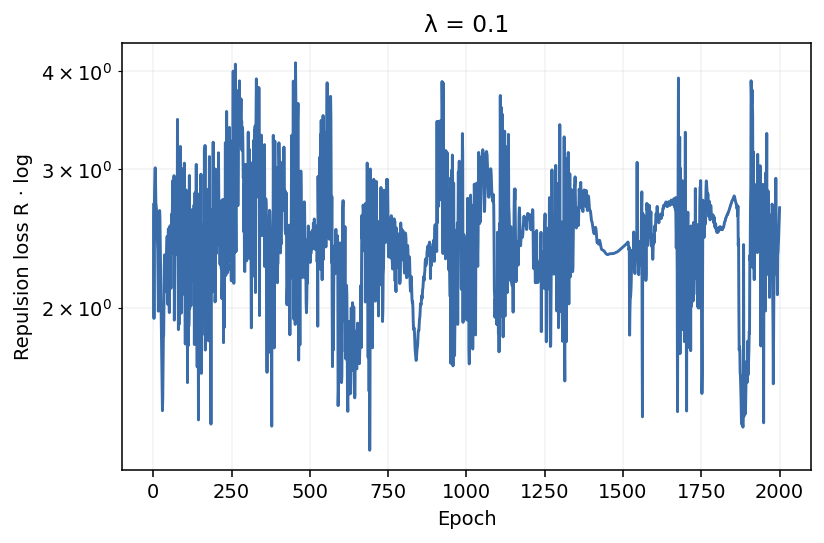 λ = 0.1
Repulsion loss R · log
4 × 10⁰
3 × 10⁰
2 × 10⁰
0 250 500 750 1000 1250 1500 1750 2000
Epoch